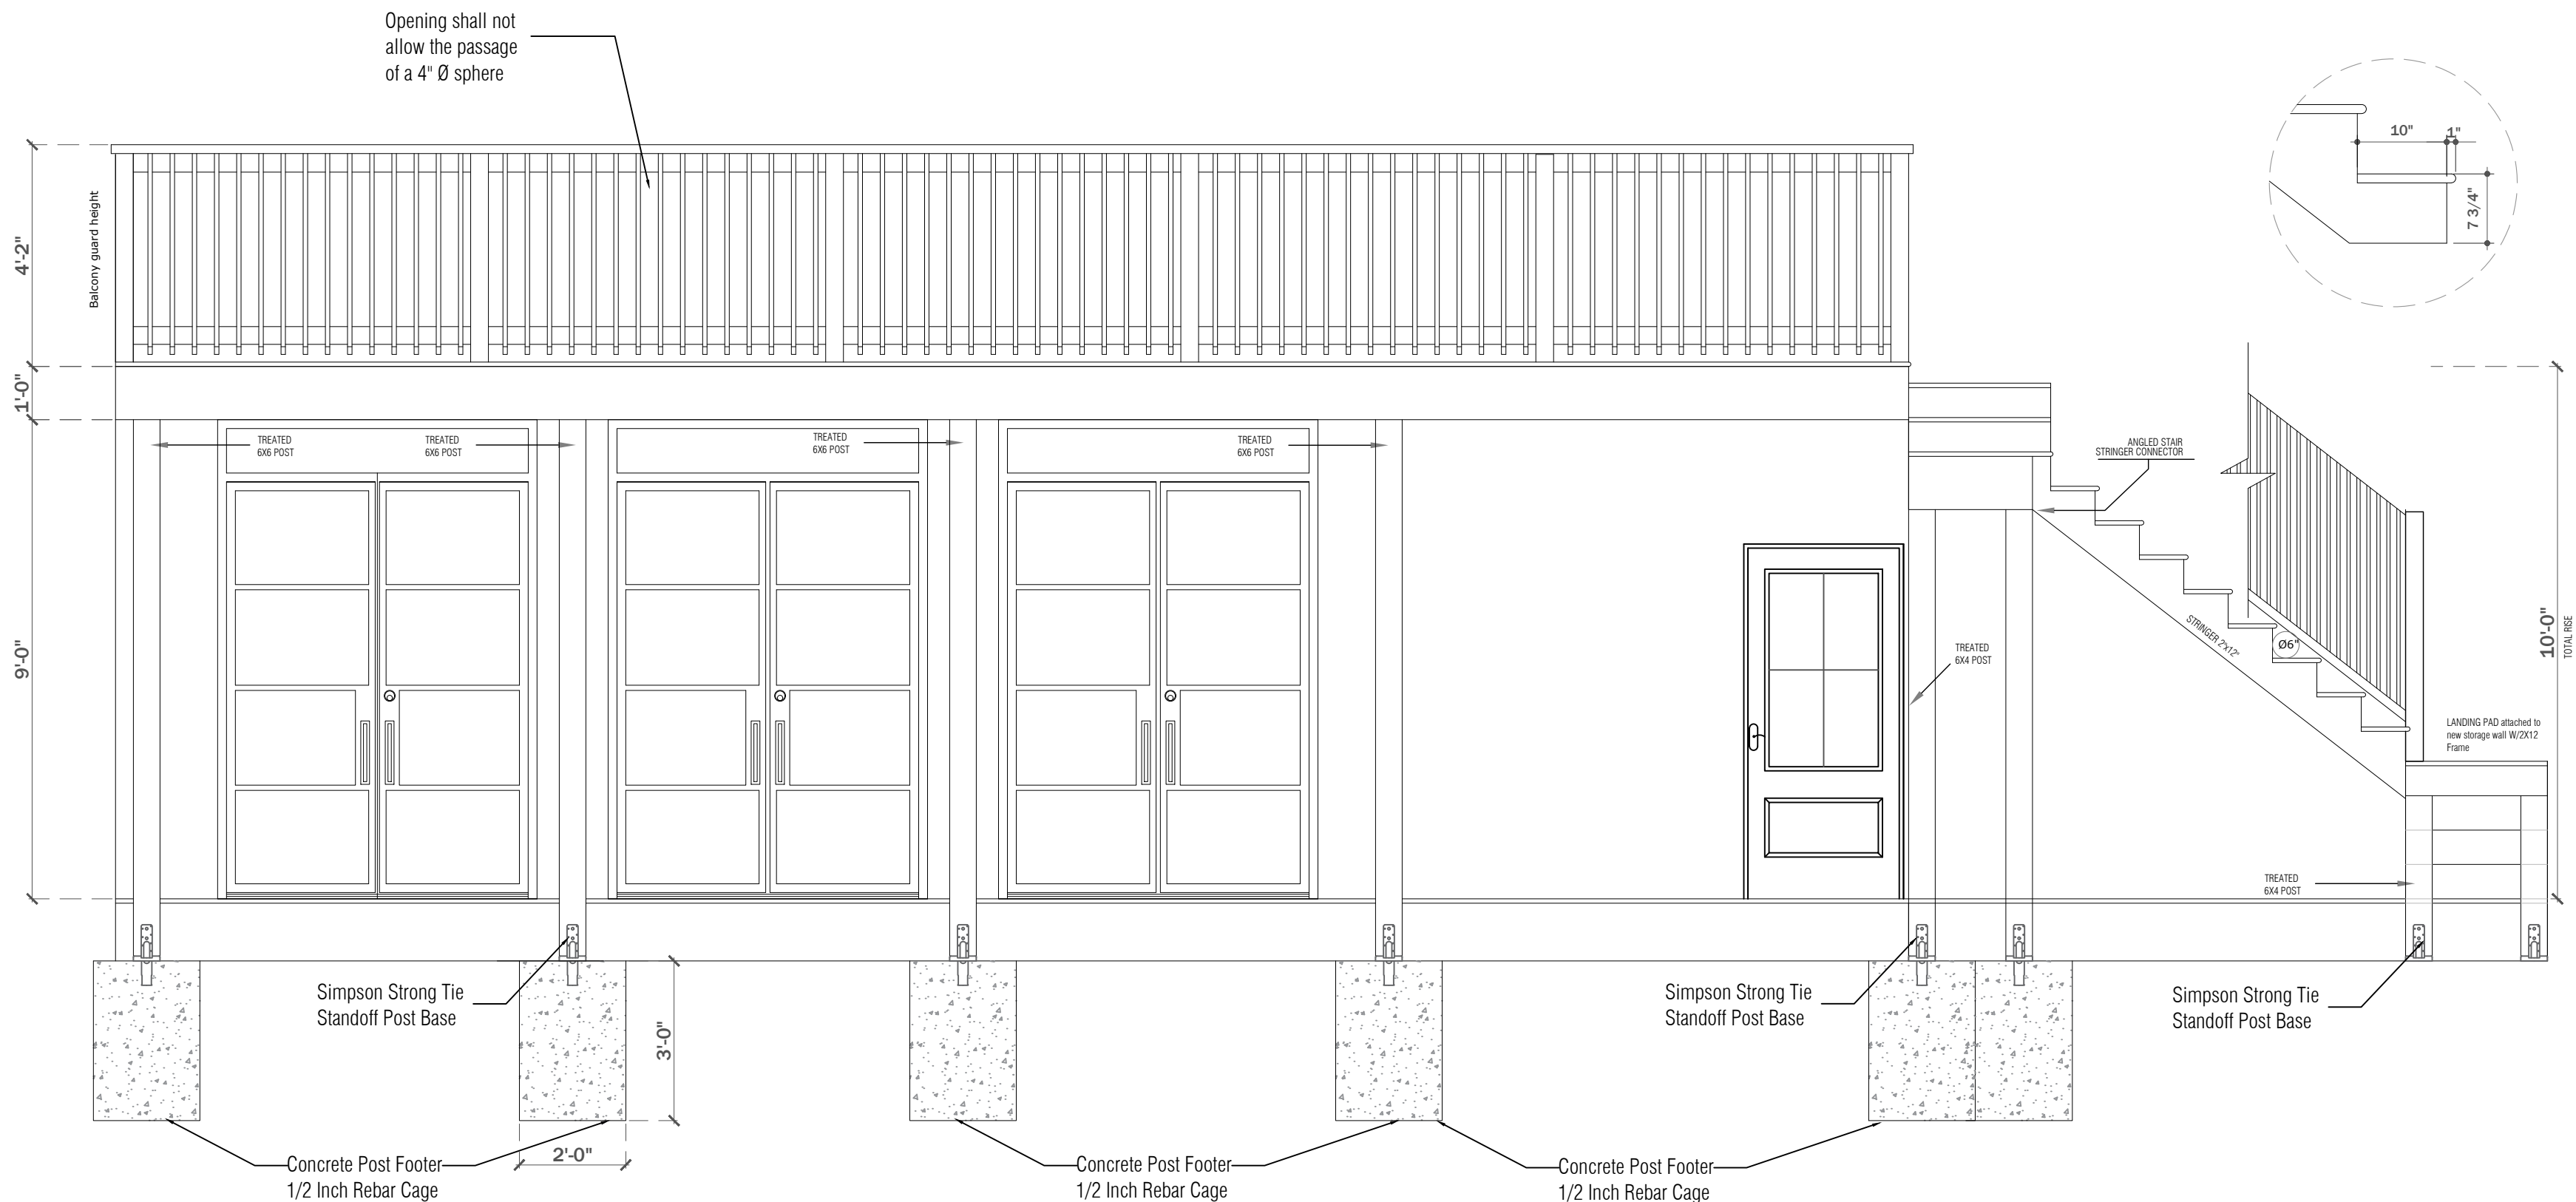 Opening shall not
allow the passage
of a 4" Ø sphere
10"
1"
7 3/4"
4'-2"
Balcony guard height
1'-0"
9'-0"
TREATED
6X6 POST
TREATED
6X6 POST
TREATED
6X6 POST
TREATED
6X6 POST
ANGLED STAIR
STRINGER CONNECTOR
STRINGER 2"x12"
Ø6"
10'-0"
TOTAL RISE
TREATED
6X4 POST
LANDING PAD attached to
new storage wall W/2X12
Frame
TREATED
6X4 POST
Simpson Strong Tie
Standoff Post Base
3'-0"
Simpson Strong Tie
Standoff Post Base
Simpson Strong Tie
Standoff Post Base
2'-0"
Concrete Post Footer
1/2 Inch Rebar Cage
Concrete Post Footer
1/2 Inch Rebar Cage
Concrete Post Footer
1/2 Inch Rebar Cage